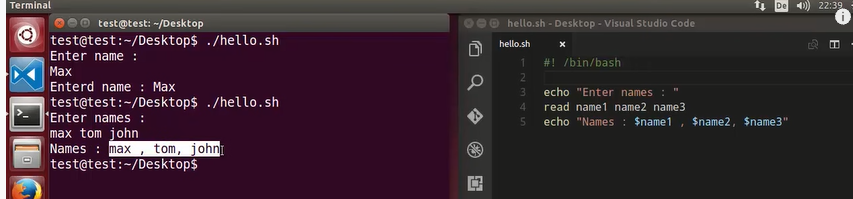 Terminal
De
22:39
test@test: ~/Desktop
test@test:~/Desktop$ ./hello.sh
Enter name :
Max
Enterd name : Max
test@test:~/Desktop$ ./hello.sh
Enter names :
max tom john
Names : max , tom, john
test@test:~/Desktop$
hello.sh - Desktop - Visual Studio Code
hello.sh
1 #! /bin/bash
2
3 echo "Enter names : "
4 read name1 name2 name3
5 echo "Names : $name1 , $name2, $name3"